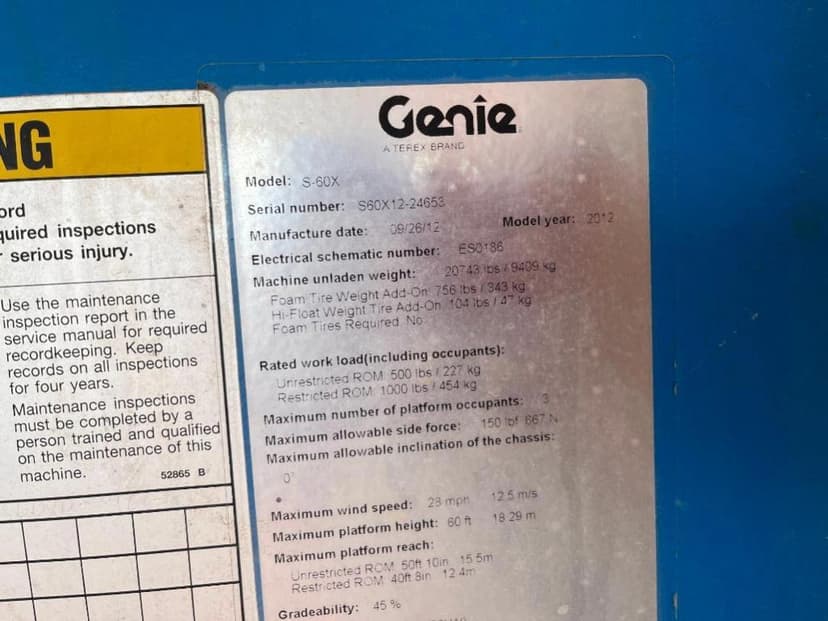 NG
ord
quired inspections
serious injury.
Use the maintenance
inspection report in the
service manual for required
recordkeeping. Keep
records on all inspections
for four years.
Maintenance inspections
must be completed by a
person trained and qualified
on the maintenance of this
machine.
52865 B
Genie
A TEREX BRAND
Model: S-60X
Serial number: S60X12-24653
Manufacture date: 09/26/12 Model year: 2012
Electrical schematic number: ES0186
Machine unladen weight: 20743 lbs / 9409 kg
Foam Tire Weight Add-On: 756 lbs / 343 kg
Hi-Float Weight Tire Add-On: 104 lbs / 47 kg
Foam Tires Required: No
Rated work load(including occupants):
Unrestricted ROM: 500 lbs / 227 kg
Restricted ROM: 1000 lbs / 454 kg
Maximum number of platform occupants: 3
Maximum allowable side force: 150 lbf 667 N
Maximum allowable inclination of the chassis:
0°
Maximum wind speed: 28 mph 12.5 m/s
Maximum platform height: 60 ft 18.29 m
Maximum platform reach:
Unrestricted ROM: 50ft 10in 15.5m
Restricted ROM: 40ft 8in 12.4m
Gradeability: 45 %